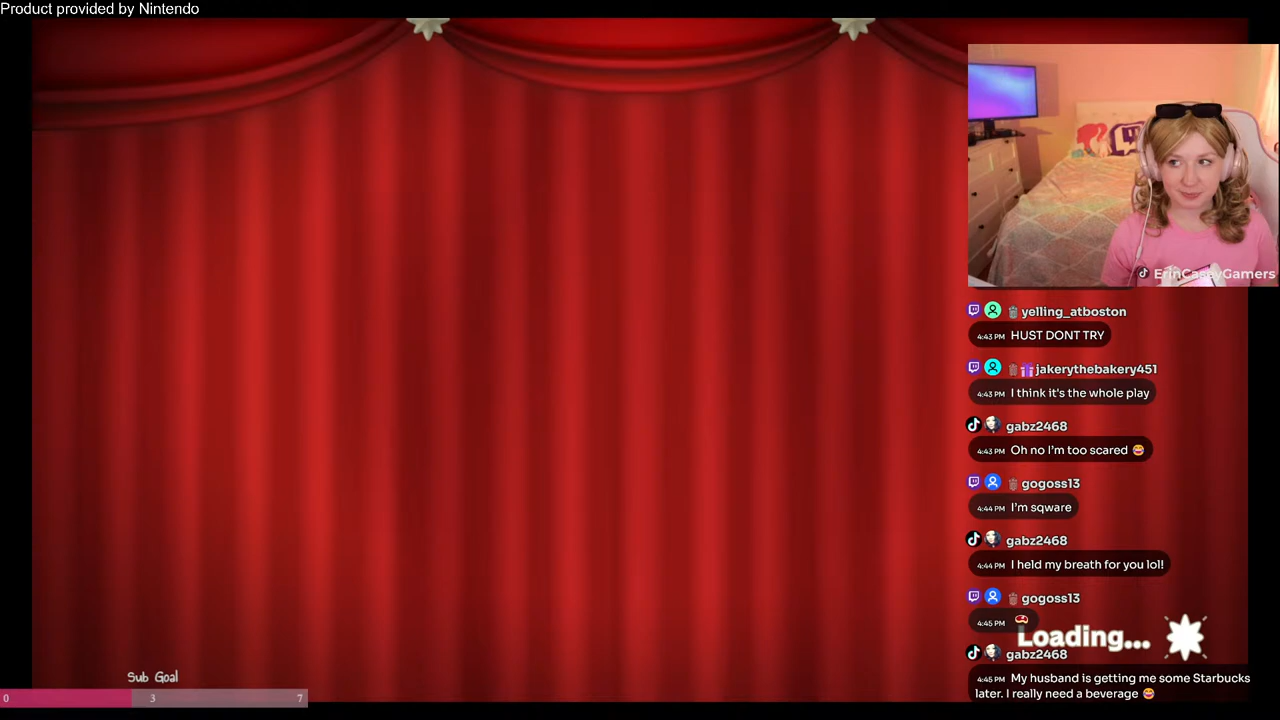 Product provided by Nintendo
ErinCaseyGamers
yelling_atboston
4:43 PM HUST DONT TRY
jakerythebakery451
4:43 PM I think it's the whole play
gabz2468
4:43 PM Oh no I'm too scared 😂
gogoss13
4:44 PM I'm sqware
gabz2468
4:44 PM I held my breath for you lol!
gogoss13
4:45 PM
Loading...
gabz2468
4:45 PM My husband is getting me some Starbucks
later. I really need a beverage 😂
Sub Goal
0 3 7